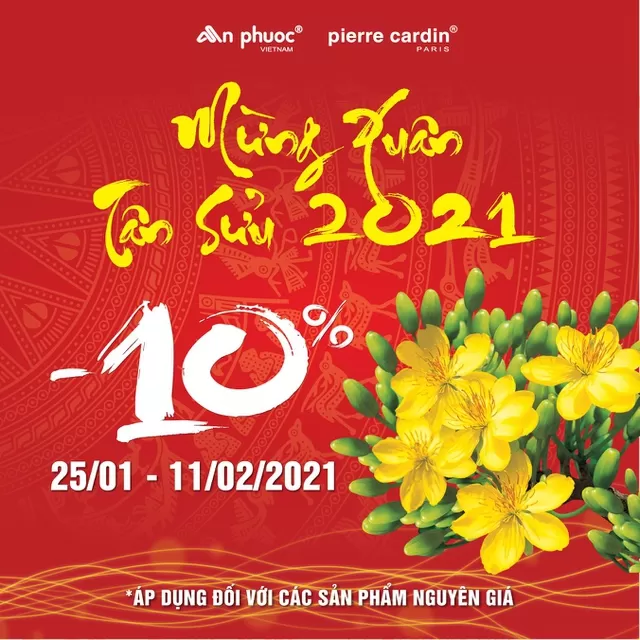 An phuoc® pierre cardin®
VIETNAM PARIS
Mừng Xuân
Tân Sửu 2021
-10%
25/01 - 11/02/2021
*ÁP DỤNG ĐỐI VỚI CÁC SẢN PHẨM NGUYÊN GIÁ